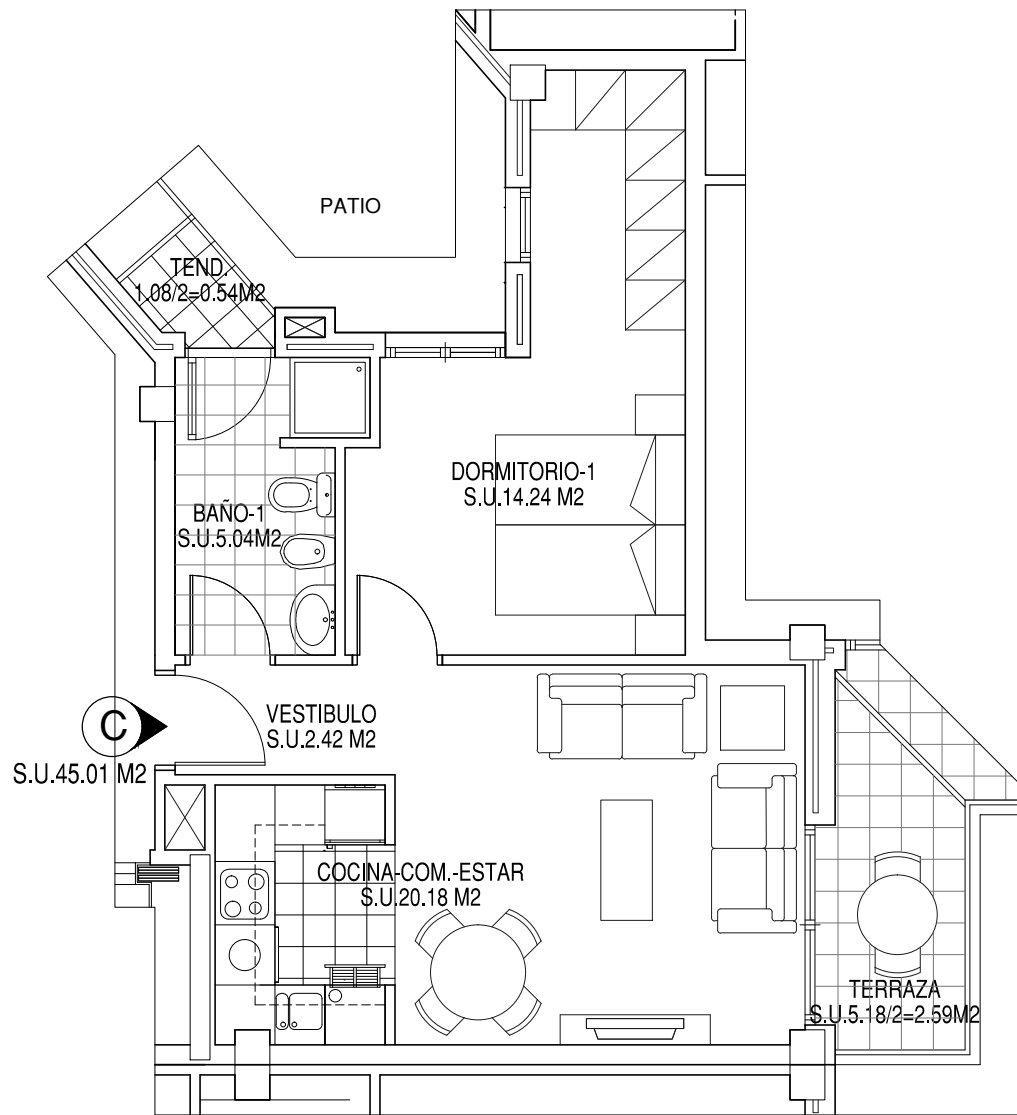 PATIO
TEND.
1.08/2=0.54M2
DORMITORIO-1
S.U.14.24 M2
BAÑO-1
S.U.5.04M2
VESTIBULO
S.U.2.42 M2
C
S.U.45.01 M2
COCINA-COM.-ESTAR
S.U.20.18 M2
TERRAZA
S.U.5.18/2=2.59M2